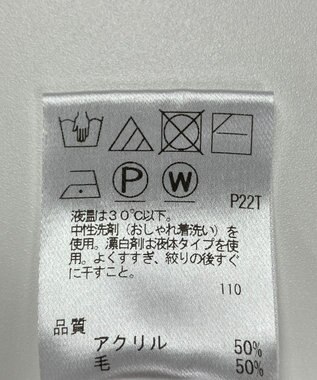 P W P22T
液温は30℃以下。
中性洗剤（おしゃれ着洗い）を
使用。漂白剤は液体タイプを使
用。よくすすぎ、絞りの後すぐ
に干すこと。
110
品質
アクリル 50%
毛 50%